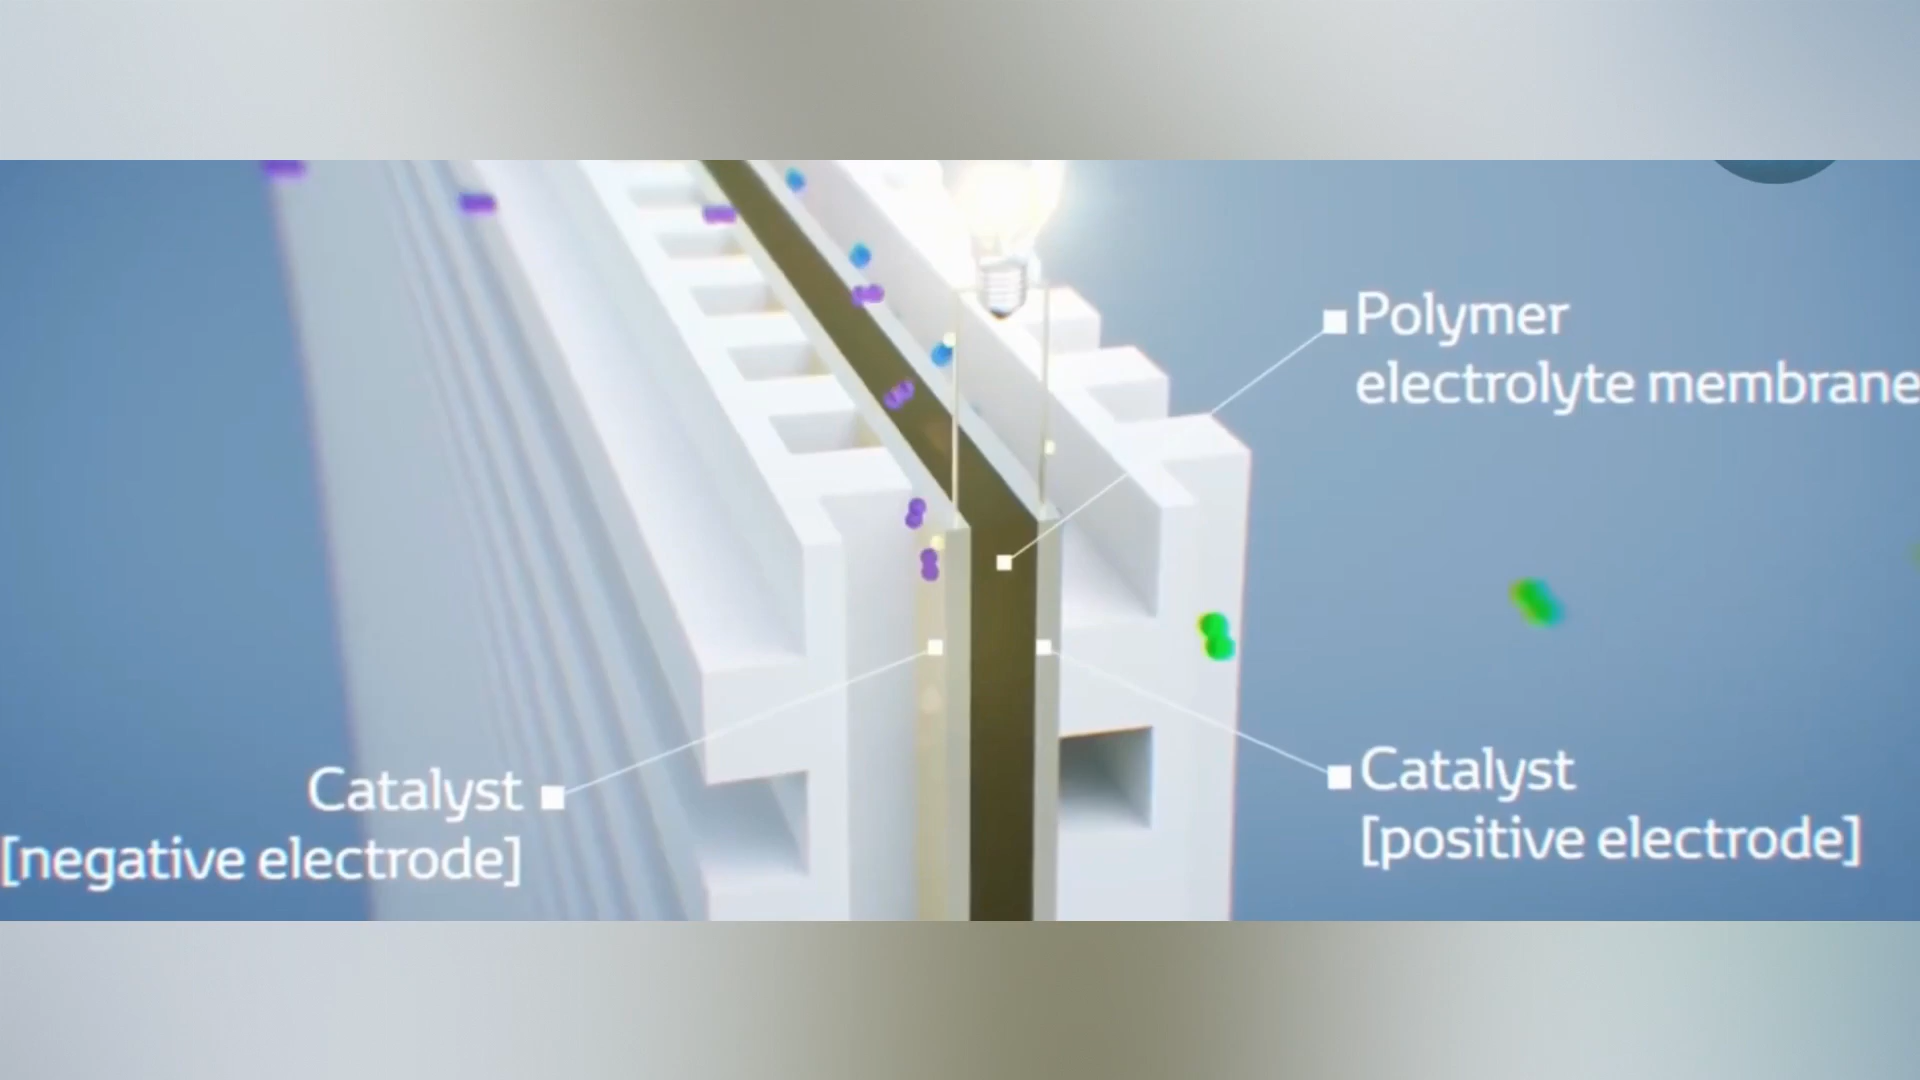 Polymer
electrolyte membrane
Catalyst
[negative electrode]
Catalyst
[positive electrode]